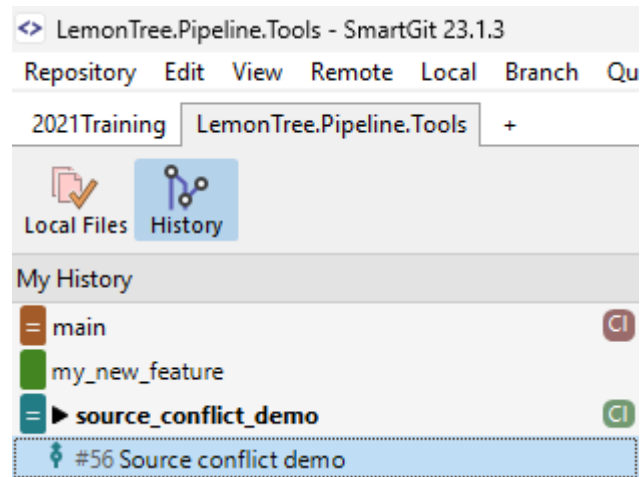 LemonTree.Pipeline.Tools - SmartGit 23.1.3
Repository Edit View Remote Local Branch Qu
2021Training LemonTree.Pipeline.Tools +
Local Files History
My History
= main CI
my_new_feature
= ▶ source_conflict_demo CI
#56 Source conflict demo